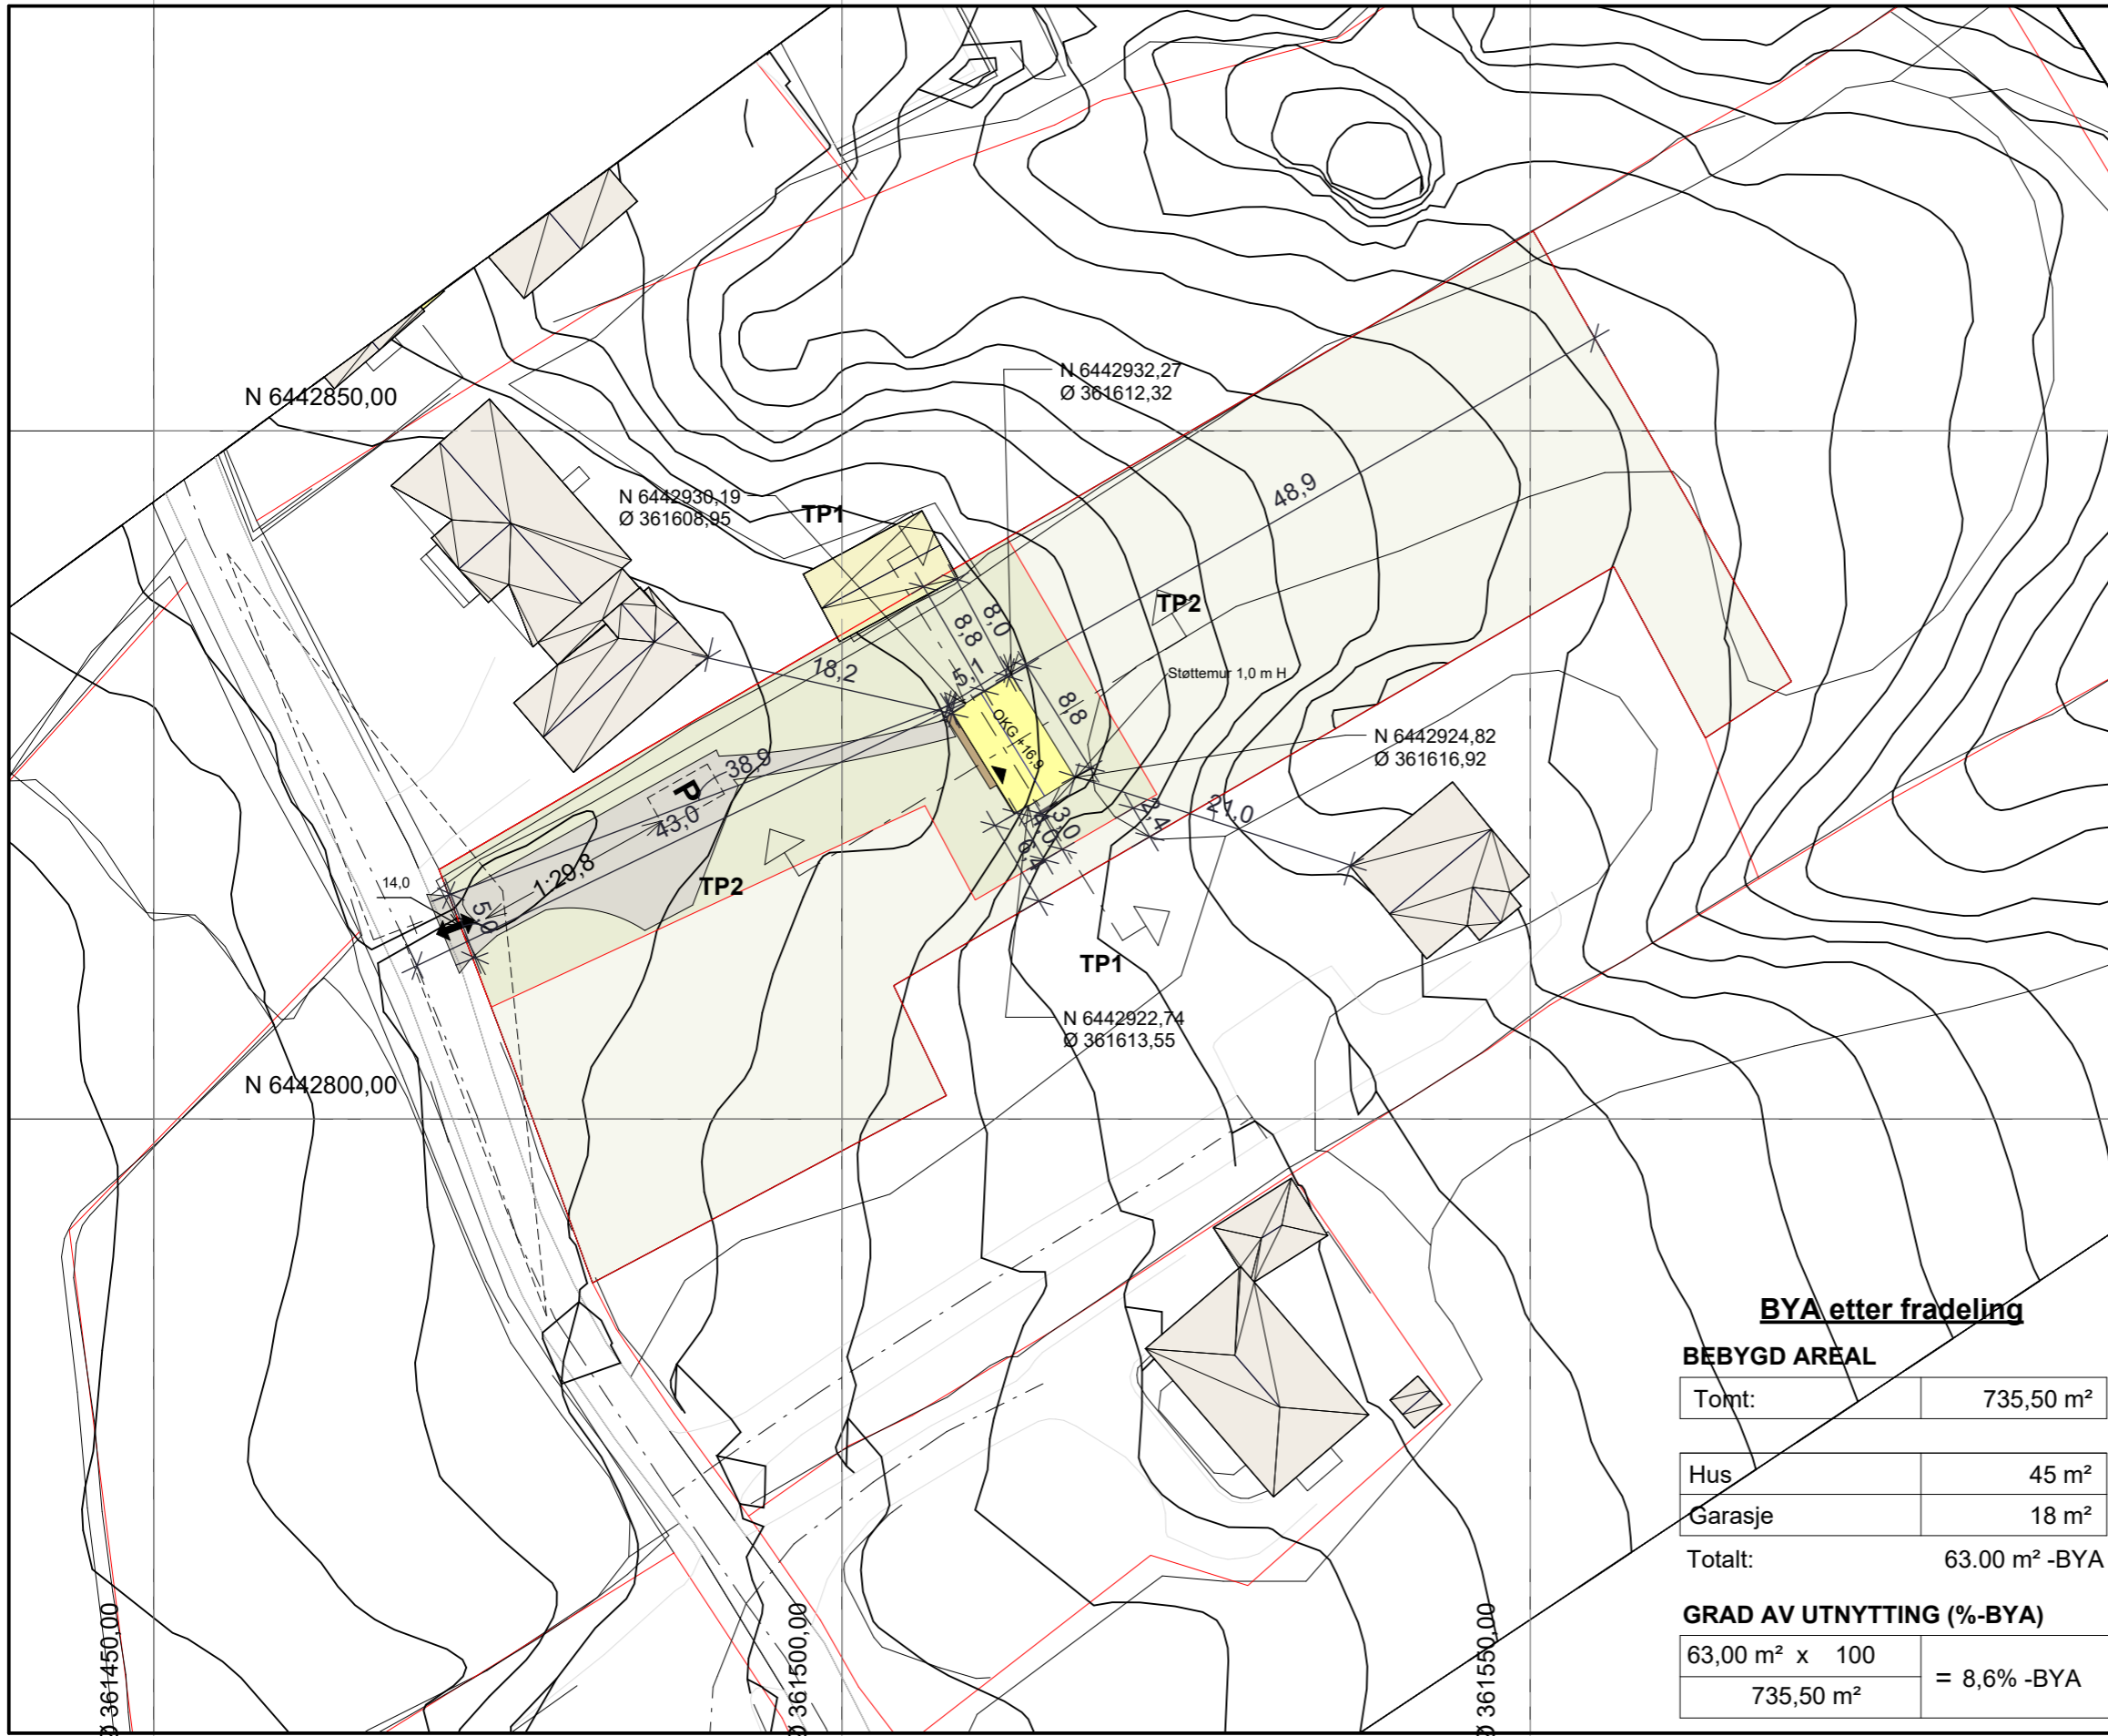 N 6442850,00
N 6442932,27
Ø 361612,32
N 6442930,19
Ø 361608,95
TP1
48,9
8,0
8,8
5,1
18,2
TP2
Støttemur 1,0 m H
8,8
OKG +16,9
N 6442924,82
Ø 361616,92
38,9
P
43,0
3,0
4,0
6,4
2,4
21,0
1:29,8
14,0
5,0
TP2
TP1
N 6442922,74
Ø 361613,55
N 6442800,00
BYA etter fradeling
BEBYGD AREAL
Tomt: 735,50 m²
Hus 45 m²
Garasje 18 m²
Totalt: 63.00 m² -BYA
GRAD AV UTNYTTING (%-BYA)
63,00 m² x 100
= 8,6% -BYA
735,50 m²
Ø 361450,00
Ø 361500,00
Ø 361550,00